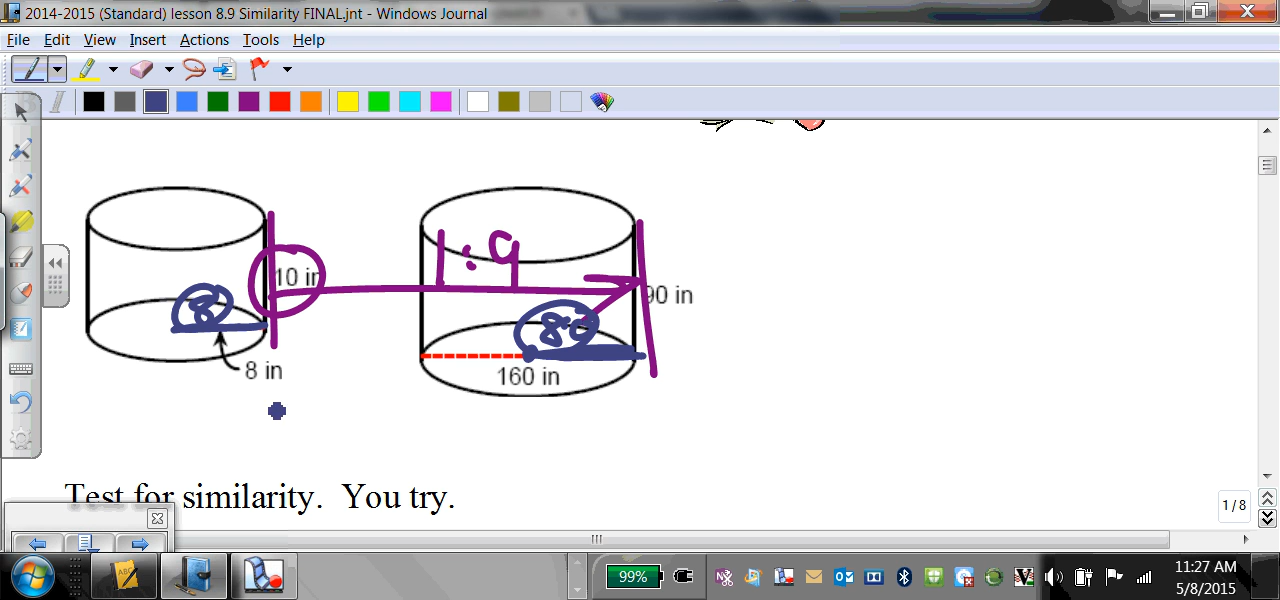 2014-2015 (Standard) lesson 8.9 Similarity FINAL.jnt - Windows Journal
File Edit View Insert Actions Tools Help
1:9
10 in
90 in
8
80
8 in
160 in
Test for similarity. You try.
1 / 8
ABC
99%
11:27 AM
5/8/2015